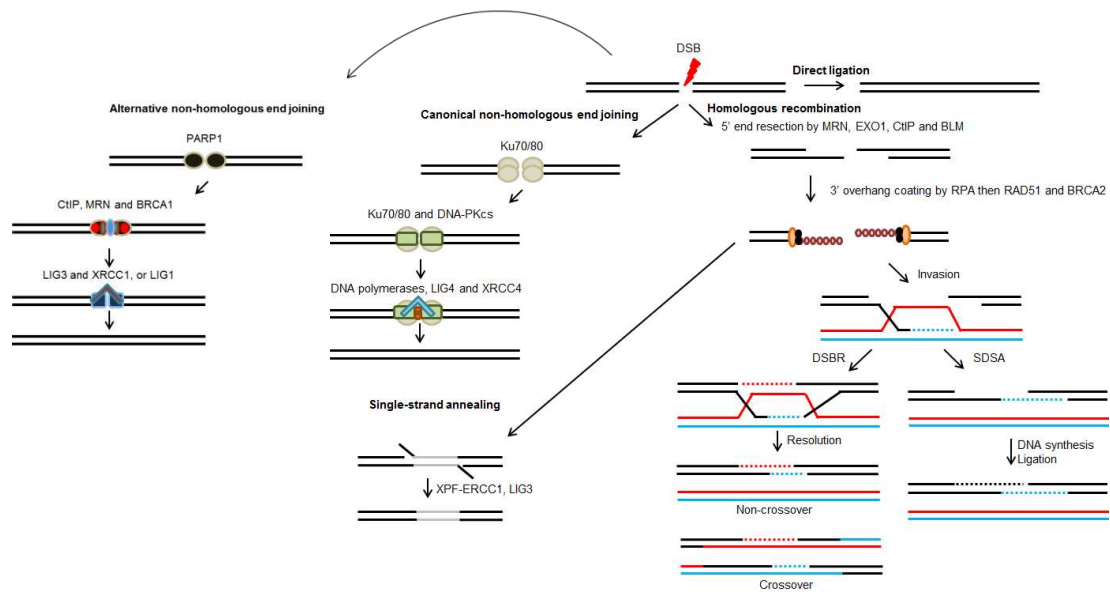 DSB
Direct ligation
Alternative non-homologous end joining
PARP1
CtIP, MRN and BRCA1
LIG3 and XRCC1, or LIG1
Canonical non-homologous end joining
Ku70/80
Ku70/80 and DNA-PKcs
DNA polymerases, LIG4 and XRCC4
Single-strand annealing
XPF-ERCC1, LIG3
Homologous recombination
5' end resection by MRN, EXO1, CtIP and BLM
3' overhang coating by RPA then RAD51 and BRCA2
Invasion
DSBR
SDSA
Resolution
Non-crossover
Crossover
DNA synthesis
Ligation